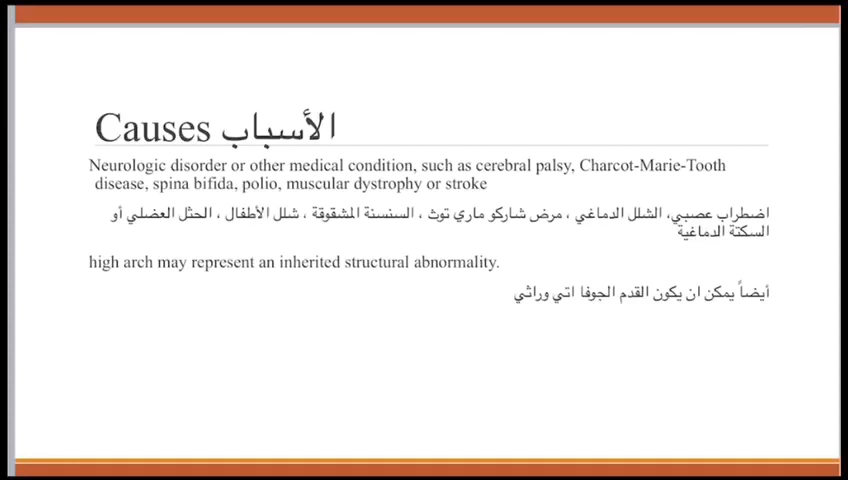 Causes الأسباب
Neurologic disorder or other medical condition, such as cerebral palsy, Charcot-Marie-Tooth
disease, spina bifida, polio, muscular dystrophy or stroke
اضطراب عصبي، الشلل الدماغي ، مرض شاركو ماري توث ، السنسنة المشقوقة ، شلل الأطفال ، الحثل العضلي أو
السكتة الدماغية
high arch may represent an inherited structural abnormality.
أيضاً يمكن ان يكون القدم الجوفا اتي وراثي